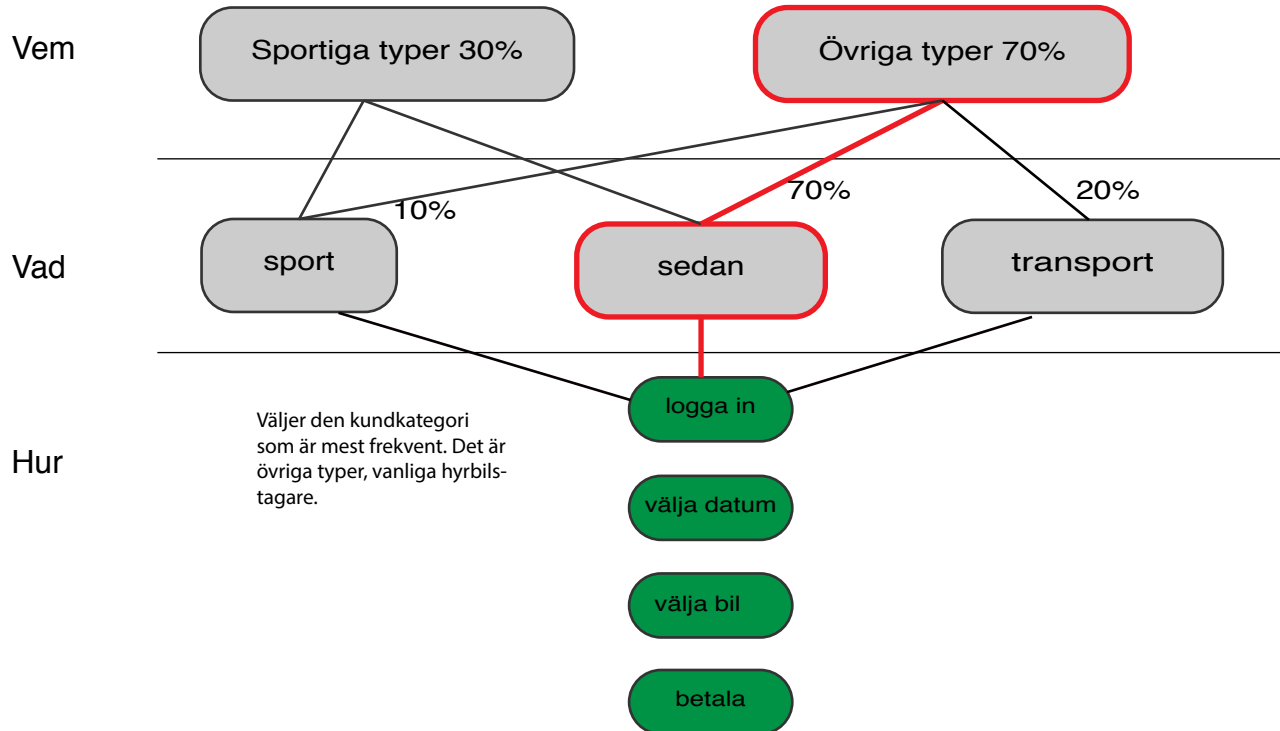 Vem
Sportiga typer 30%
Övriga typer 70%
10%
70%
20%
Vad
sport
sedan
transport
Hur
Väljer den kundkategori
som är mest frekvent. Det är
övriga typer, vanliga hyrbils-
tagare.
logga in
välja datum
välja bil
betala